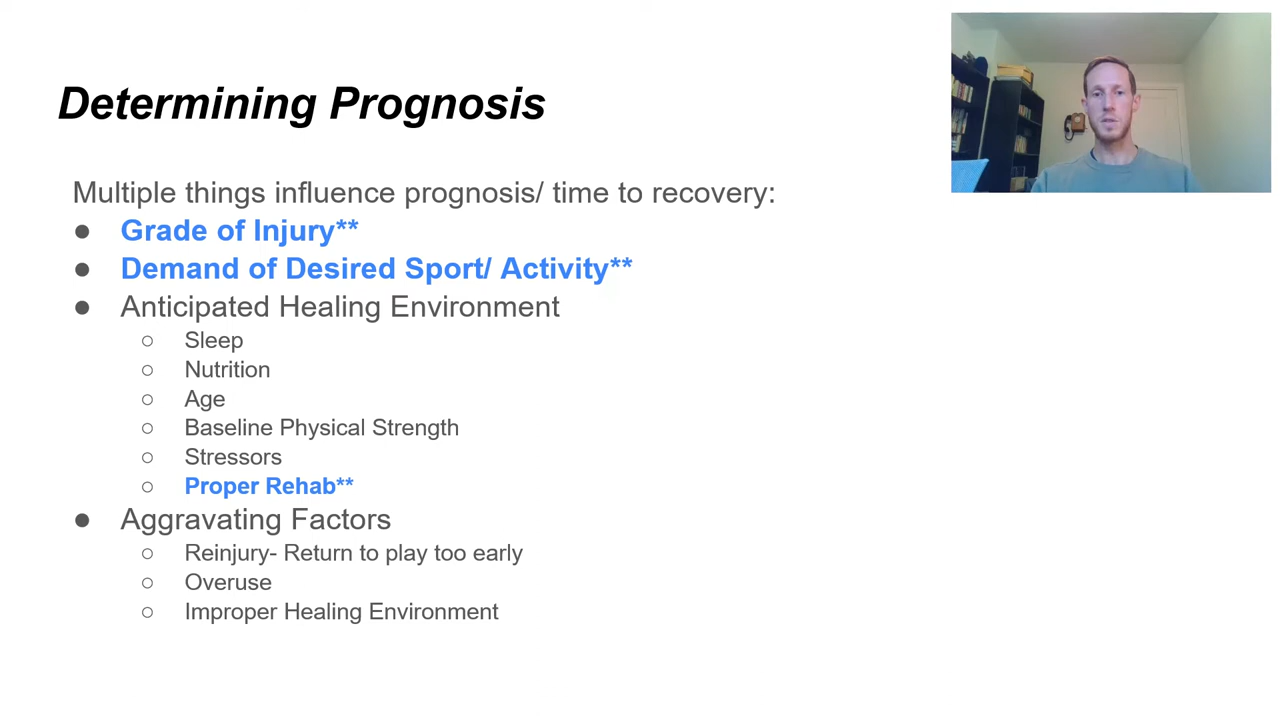 Determining Prognosis
Multiple things influence prognosis/ time to recovery:
● Grade of Injury**
● Demand of Desired Sport/ Activity**
● Anticipated Healing Environment
○ Sleep
○ Nutrition
○ Age
○ Baseline Physical Strength
○ Stressors
○ Proper Rehab**
● Aggravating Factors
○ Reinjury- Return to play too early
○ Overuse
○ Improper Healing Environment